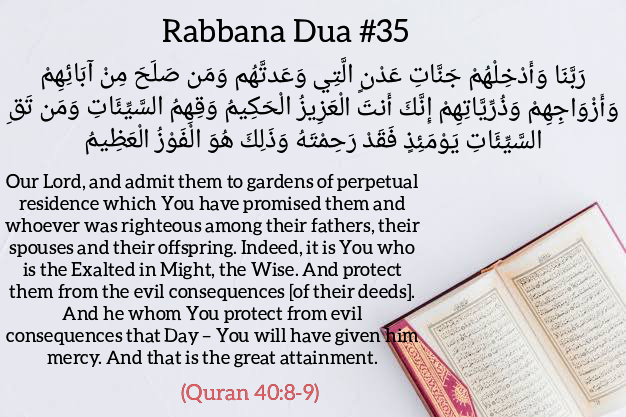 Rabbana Dua #35
رَبَّنَا وَأَدْخِلْهُمْ جَنَّاتِ عَدْنٍ الَّتِي وَعَدتَّهُم وَمَن صَلَحَ مِنْ آبَائِهِمْ
وَأَزْوَاجِهِمْ وَذُرِّيَّاتِهِمْ إِنَّكَ أَنتَ الْعَزِيزُ الْحَكِيمُ وَقِهِمُ السَّيِّئَاتِ وَمَن تَقِ
السَّيِّئَاتِ يَوْمَئِذٍ فَقَدْ رَحِمْتَهُ وَذَلِكَ هُوَ الْفَوْزُ الْعَظِيمُ
Our Lord, and admit them to gardens of perpetual
residence which You have promised them and
whoever was righteous among their fathers, their
spouses and their offspring. Indeed, it is You who
is the Exalted in Might, the Wise. And protect
them from the evil consequences [of their deeds].
And he whom You protect from evil
consequences that Day – You will have given him
mercy. And that is the great attainment.
(Quran 40:8-9)